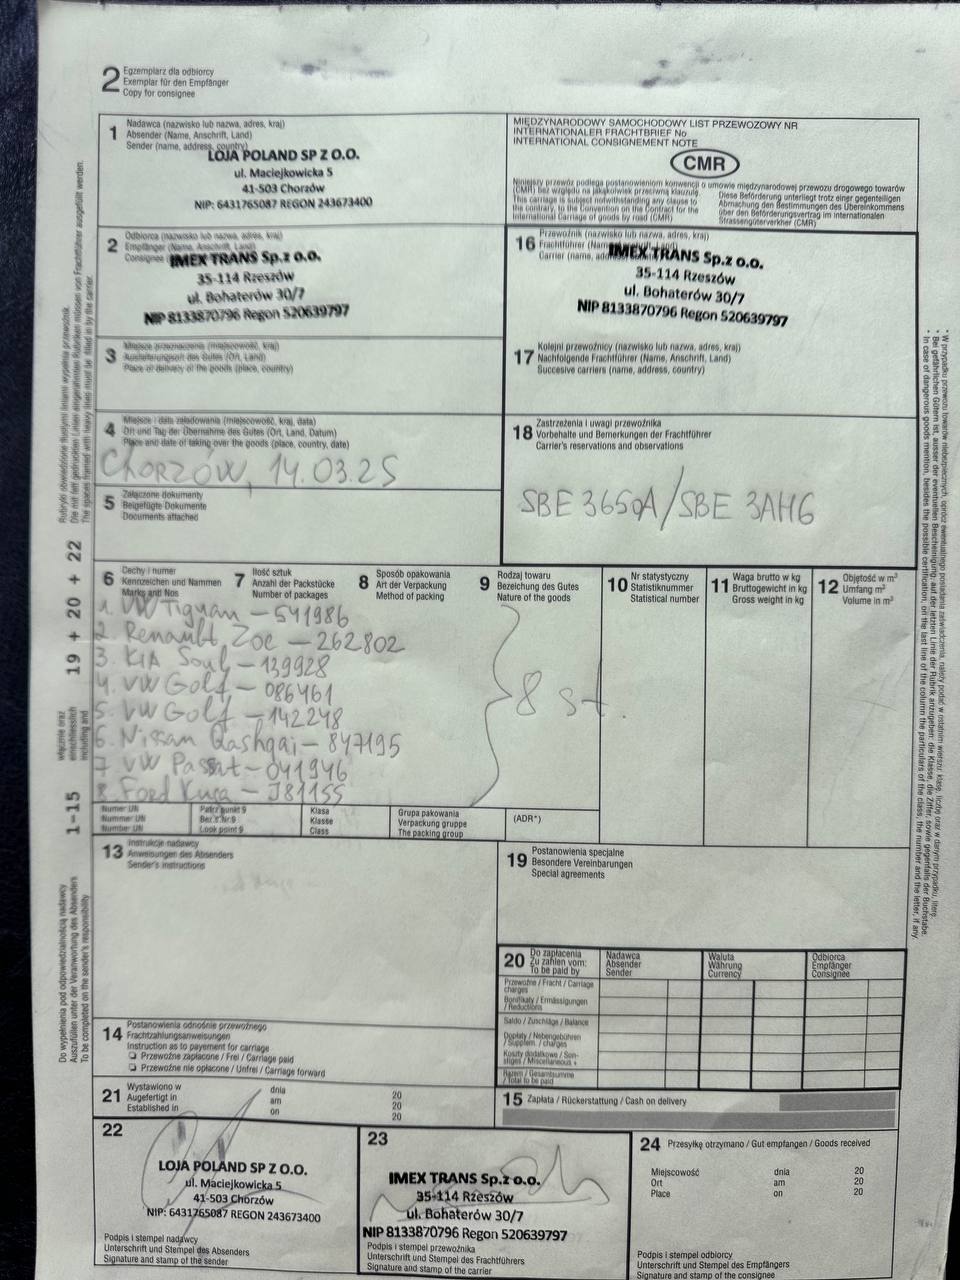 2
Egzemplarz dla odbiorcy
Exemplar für den Empfänger
Copy for consignee
1
Nadawca (nazwisko lub nazwa, adres, kraj)
Absender (Name, Anschrift, Land)
Sender (name, address, country)
LOJA POLAND SP Z O.O.
ul. Maciejkowicka 5
41-503 Chorzów
NIP: 6431765087 REGON 243673400
MIĘDZYNARODOWY SAMOCHODOWY LIST PRZEWOZOWY NR
INTERNATIONALER FRACHTBRIEF No
INTERNATIONAL CONSIGNEMENT NOTE
CMR
Niniejszy przewóz podlega postanowieniom konwencji o umowie międzynarodowej przewozu drogowego towarów
(CMR) bez względu na jakąkolwiek przeciwną klauzulę.
This carriage is subject notwithstanding any clause to
the contrary, to the Convention on the Contract for the
International Carriage of goods by road (CMR)
Diese Beförderung unterliegt trotz einer gegenteiligen
Abmachung den Bestimmungen des Übereinkommens
über den Beförderungsvertrag im internationalen
Strassengüterverkehr (CMR)
2
Odbiorca (nazwisko lub nazwa, adres, kraj)
Empfänger (Name, Anschrift, Land)
Consignee
IMEX TRANS Sp.z o.o.
35-114 Rzeszów
ul. Bohaterów 30/7
NIP 8133870796 Regon 520639797
16
Przewoźnik (nazwisko lub nazwa, adres, kraj)
Frachtführer
Carrier
IMEX TRANS Sp.z o.o.
35-114 Rzeszów
ul. Bohaterów 30/7
NIP 8133870796 Regon 520639797
3
Miejsce przeznaczenia (miejscowość, kraj)
Auslieferungsort des Gutes (Ort, Land)
Place of delivery of the goods (place, country)
17
Kolejni przewoźnicy (nazwisko lub nazwa, adres, kraj)
Nachfolgende Frachtführer (Name, Anschrift, Land)
Succesive carriers (name, address, country)
4
Miejsce i data załadowania (miejscowość, kraj, data)
Ort und Tag der Übernahme des Gutes (Ort, Land, Datum)
Place and date of taking over the goods (place, country, date)
Chorzów, 14.03.25
18
Zastrzeżenia i uwagi przewoźnika
Vorbehalte und Bemerkungen der Frachtführer
Carrier's reservations and observations
SBE 3650A/SBE 3AH6
5
Załączone dokumenty
Beigefügte Dokumente
Documents attached
6
Cechy i numer
Kennzeichen und Nammen
Marks and Nos
7
Ilość sztuk
Anzahl der Packstücke
Number of packages
8
Sposób opakowania
Art der Verpackung
Method of packing
9
Rodzaj towaru
Bezeichnung des Gutes
Nature of the goods
10
Nr statystyczny
Statistiknummer
Statistical number
11
Waga brutto w kg
Bruttogewicht in kg
Gross weight in kg
12
Objętość w m³
Umfang m³
Volume in m³
1. VW Tiguan – 541986
2. Renault Zoe – 262802
3. KIA Soul – 139928
4. VW Golf – 086461
5. VW Golf – 142248
6. Nissan Qashqai – 847195
7. VW Passat – 041946
8. Ford Kuga – J81155
8 st.
Numer UN
Nummer UN
Number UN
Patrz punkt 9
Bez.s.Nr.9
Look point 9
Klasa
Klasse
Class
Grupa pakowania
Verpackung gruppe
The packing group
(ADR*)
13
Instrukcje nadawcy
Anweisungen des Absenders
Sender's instructions
19
Postanowienia specjalne
Besondere Vereinbarungen
Special agreements
20
Do zapłacenia
Zu zahlen vom:
To be paid by
Nadawca
Absender
Sender
Waluta
Währung
Currency
Odbiorca
Empfänger
Consignee
Przewoźne / Fracht / Carriage
charges
Bonifikaty / Ermässigungen
/ Reductions
Saldo / Zuschläge / Balance
Dopłaty / Nebengebühren
/ Supplem. / charges
Koszty dodatkowe / Son-
stiges / Miscellaneous +
Razem / Gesamtsumme
/ Total to be paid
14
Postanowienia odnośnie przewoźnego
Frachtzahlungsanweisungen
Instruction as to payment for carriage
❏ Przewoźne zapłacone / Frei / Carriage paid
❏ Przewoźne nie opłacone / Unfrei / Carriage forward
21
Wystawiono w
Augefertigt in
Established in
dnia
am
on
20
20
20
15
Zapłata / Rückerstattung / Cash on delivery
22
LOJA POLAND SP Z O.O.
ul. Maciejkowicka 5
41-503 Chorzów
NIP: 6431765087 REGON 243673400
Podpis i stempel nadawcy
Unterschrift und Stempel des Absenders
Signature and stamp of the sender
23
IMEX TRANS Sp.z o.o.
35-114 Rzeszów
ul. Bohaterów 30/7
NIP 8133870796 Regon 520639797
Podpis i stempel przewoźnika
Unterschrift und Stempel des Frachtführers
Signature and stamp of the carrier
24
Przesyłkę otrzymano / Gut empfangen / Goods received
Miejscowość
Ort
Place
dnia
am
on
20
20
20
Podpis i stempel odbiorcy
Unterschrift und Stempel des Empfängers
Signature and stamp of the consignee
Rubryki obwiedzione tłustymi liniami wypełnia przewoźnik.
Die mit fett gedruckten Linien eingerahmten Rubriken müssen von Frachtführer ausgefüllt werden.
The spaces framed with heavy lines must be filled in by the carrier.
1-15
włącznie oraz
einschliesslich
including and
19 + 20 + 22
Do wypełnienia pod odpowiedzialnością nadawcy
Auszufüllen unter der Verantwortung des Absenders
To be completed on the sender's responsibility
* W przypadku przewozu towarów niebezpiecznych, oprócz ewentualnego posiadania zaświadczenia, należy podać w ostatnim wierszu: klasę, liczbę oraz w danym przypadku, literę.
* Bei gefährlichen Gütern ist, ausser der eventuellen Bescheinigung, auf der letzten Linie der Rubrik anzugeben: die Klasse, die Ziffer, sowie gegebenfalls der Buchstabe.
* In case of dangerous goods mention, besides the possible certification, on the last line of the column the particulars of the class, the number and the letter, if any.